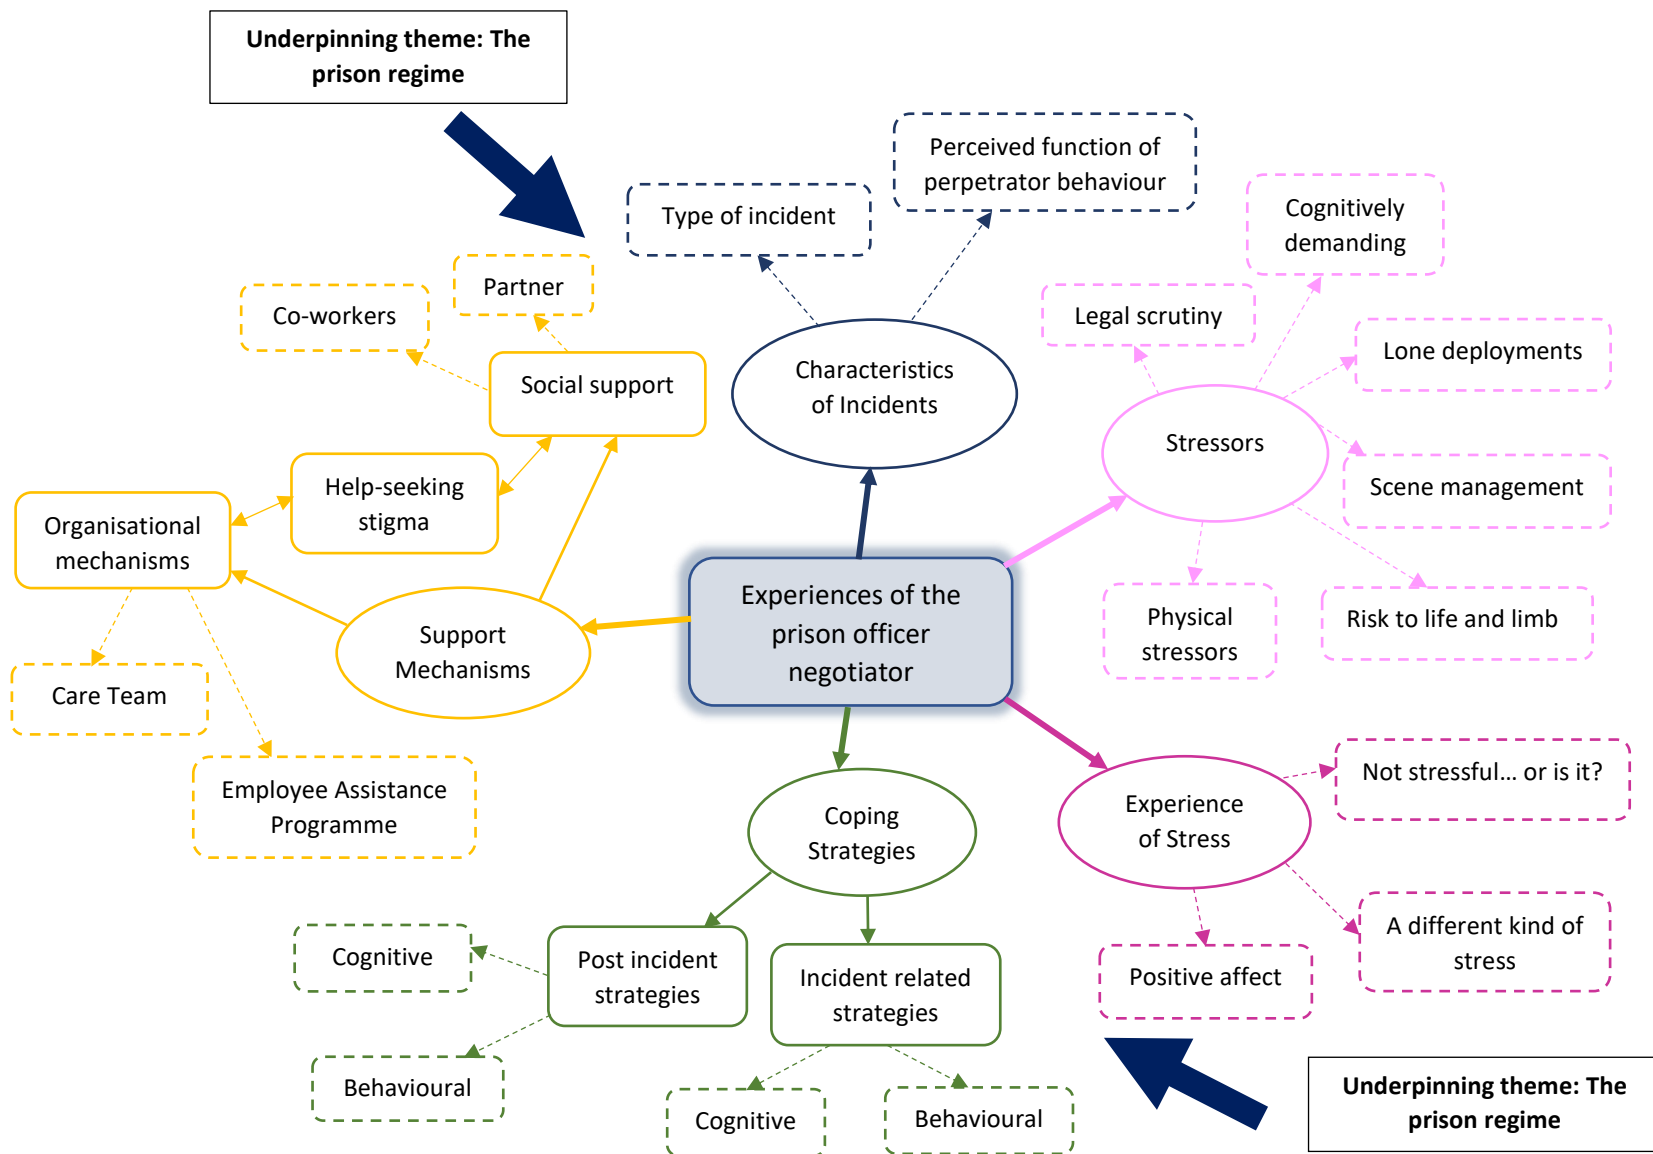 Underpinning theme: The
prison regime
Perceived function of
perpetrator behaviour
Type of incident
Cognitively
demanding
Partner
Co-workers
Legal scrutiny
Lone deployments
Social support
Characteristics
of Incidents
Stressors
Help-seeking
stigma
Scene management
Organisational
mechanisms
Experiences of the
prison officer
negotiator
Physical
stressors
Risk to life and limb
Support
Mechanisms
Care Team
Employee Assistance
Programme
Not stressful... or is it?
Coping
Strategies
Experience
of Stress
A different kind of
stress
Cognitive
Post incident
strategies
Incident related
strategies
Positive affect
Behavioural
Cognitive
Behavioural
Underpinning theme: The
prison regime